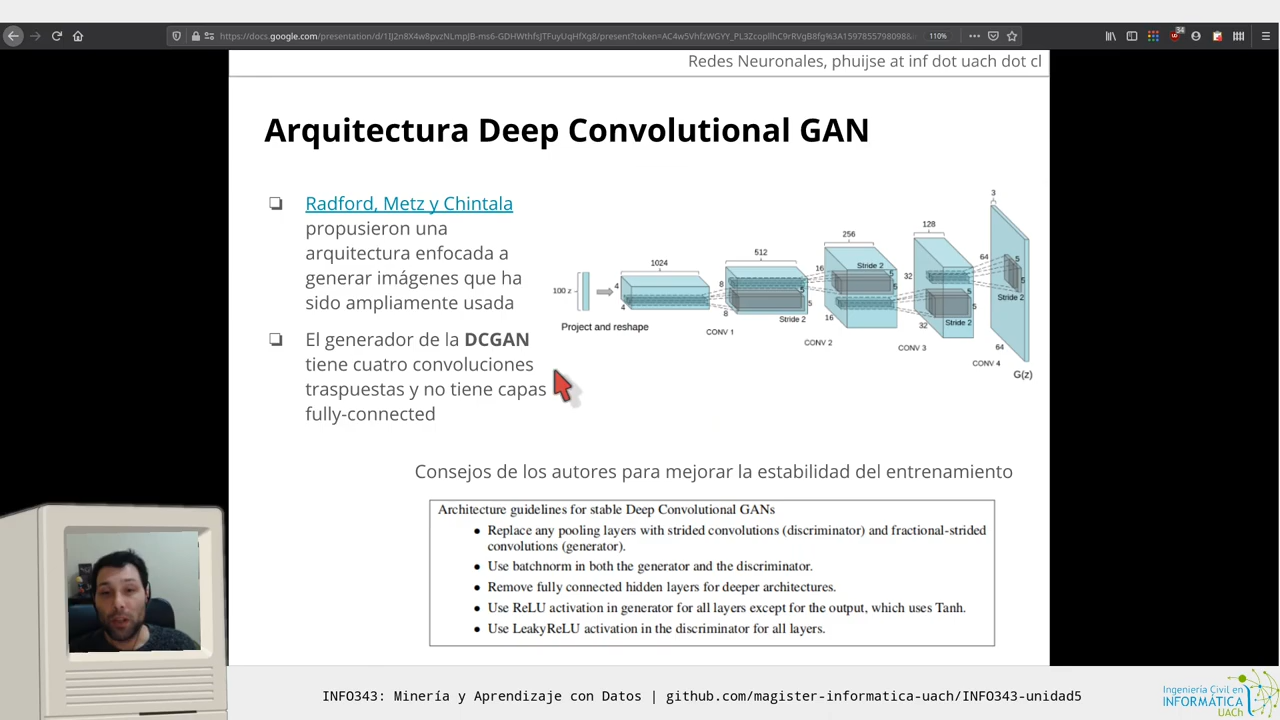 Redes Neuronales, phuijse at inf dot uach dot cl
Arquitectura Deep Convolutional GAN
Radford, Metz y Chintala
propusieron una
arquitectura enfocada a
generar imágenes que ha
sido ampliamente usada
El generador de la DCGAN
tiene cuatro convoluciones
traspuestas y no tiene capas
fully-connected
100 z
Project and reshape
1024
4
4
512
8
8
5
5
Stride 2
CONV 1
256
16
16
Stride 2
5
5
CONV 2
128
32
32
5
5
Stride 2
CONV 3
3
64
64
5
5
Stride 2
CONV 4
G(z)
Consejos de los autores para mejorar la estabilidad del entrenamiento
Architecture guidelines for stable Deep Convolutional GANs
• Replace any pooling layers with strided convolutions (discriminator) and fractional-strided
convolutions (generator).
• Use batchnorm in both the generator and the discriminator.
• Remove fully connected hidden layers for deeper architectures.
• Use ReLU activation in generator for all layers except for the output, which uses Tanh.
• Use LeakyReLU activation in the discriminator for all layers.
INFO343: Minería y Aprendizaje con Datos | github.com/magister-informatica-uach/INFO343-unidad5
Ingeniería Civil en
INFORMÁTICA
UACh
110%
34